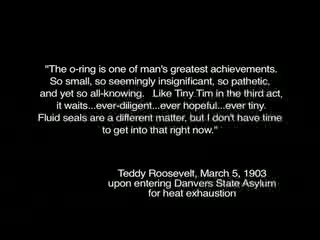 "The o-ring is one of man's greatest achievements.
So small, so seemingly insignificant, so pathetic,
and yet so all-knowing. Like Tiny Tim in the third act,
it waits...ever-diligent...ever hopeful...ever tiny.
Fluid seals are a different matter, but I don't have time
to get into that right now."
Teddy Roosevelt, March 5, 1903
upon entering Danvers State Asylum
for heat exhaustion